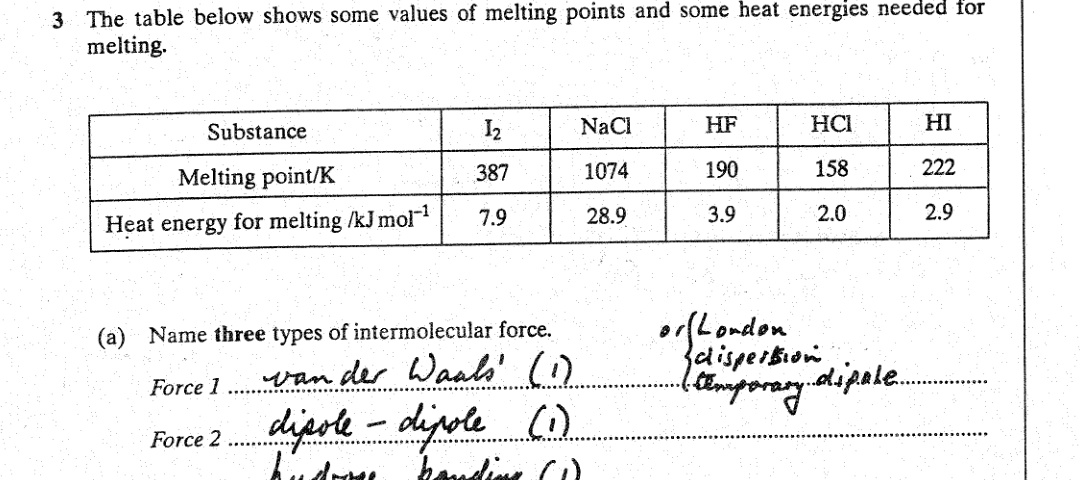 3 The table below shows some values of melting points and some heat energies needed for
melting.
Substance I₂ NaCl HF HCl HI
Melting point/K 387 1074 190 158 222
Heat energy for melting /kJ mol⁻¹ 7.9 28.9 3.9 2.0 2.9
(a) Name three types of intermolecular force.
or London
dispersion
Force 1 van der Waals' (1) temporary dipole
Force 2 dipole - dipole (1)
bonding (1)